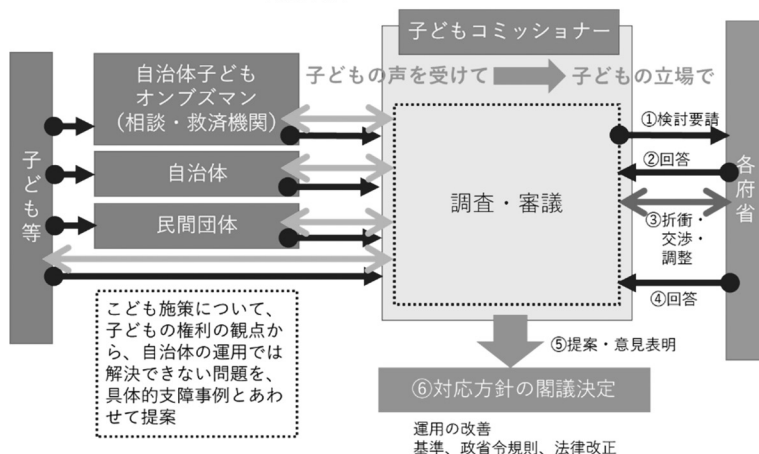 子どもコミッショナー
子どもの声を受けて
子どもの立場で
子ども等
自治体子ども
オンブズマン
(相談・救済機関)
自治体
民間団体
調査・審議
①検討要請
②回答
③折衝・
交渉・
調整
④回答
各府省
こども施策について、
子どもの権利の観点か
ら、自治体の運用では
解決できない問題を、
具体的支障事例とあわ
せて提案
⑤提案・意見表明
⑥対応方針の閣議決定
運用の改善
基準、政省令規則、法律改正